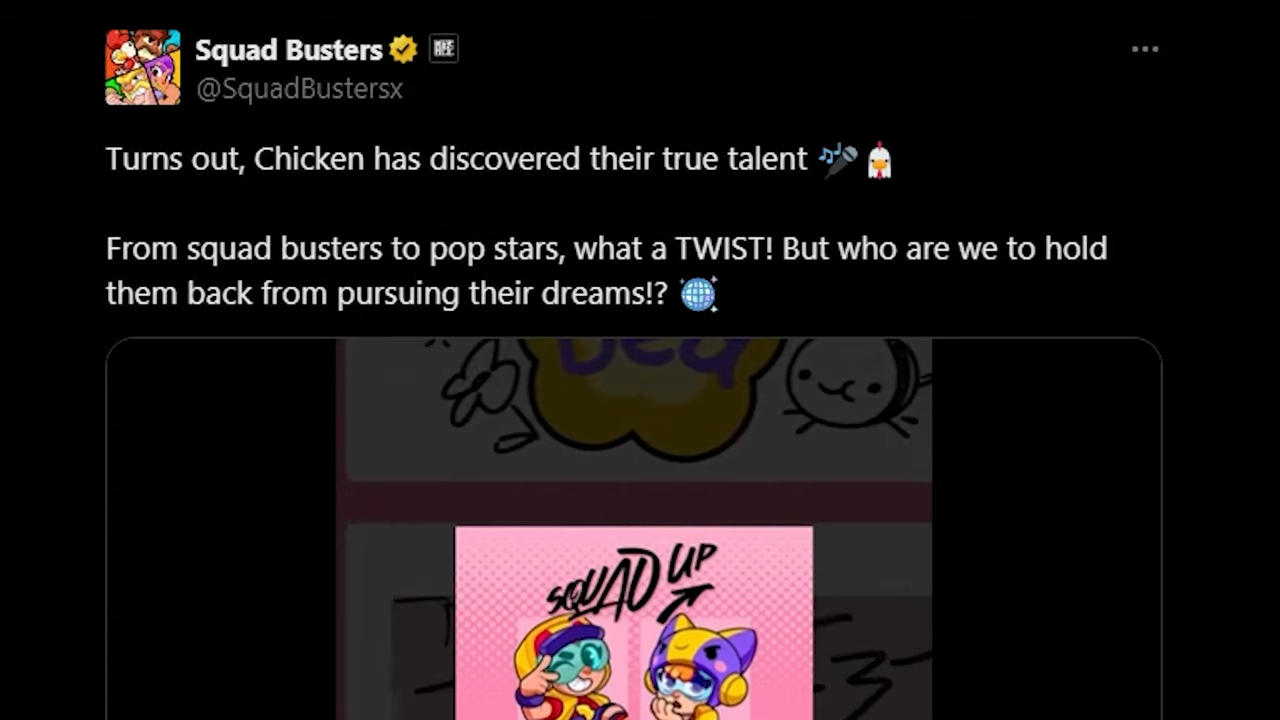 Squad Busters
@SquadBustersx
Turns out, Chicken has discovered their true talent 🎶🎤🐔
From squad busters to pop stars, what a TWIST! But who are we to hold
them back from pursuing their dreams!? 🪩
SQUAD UP